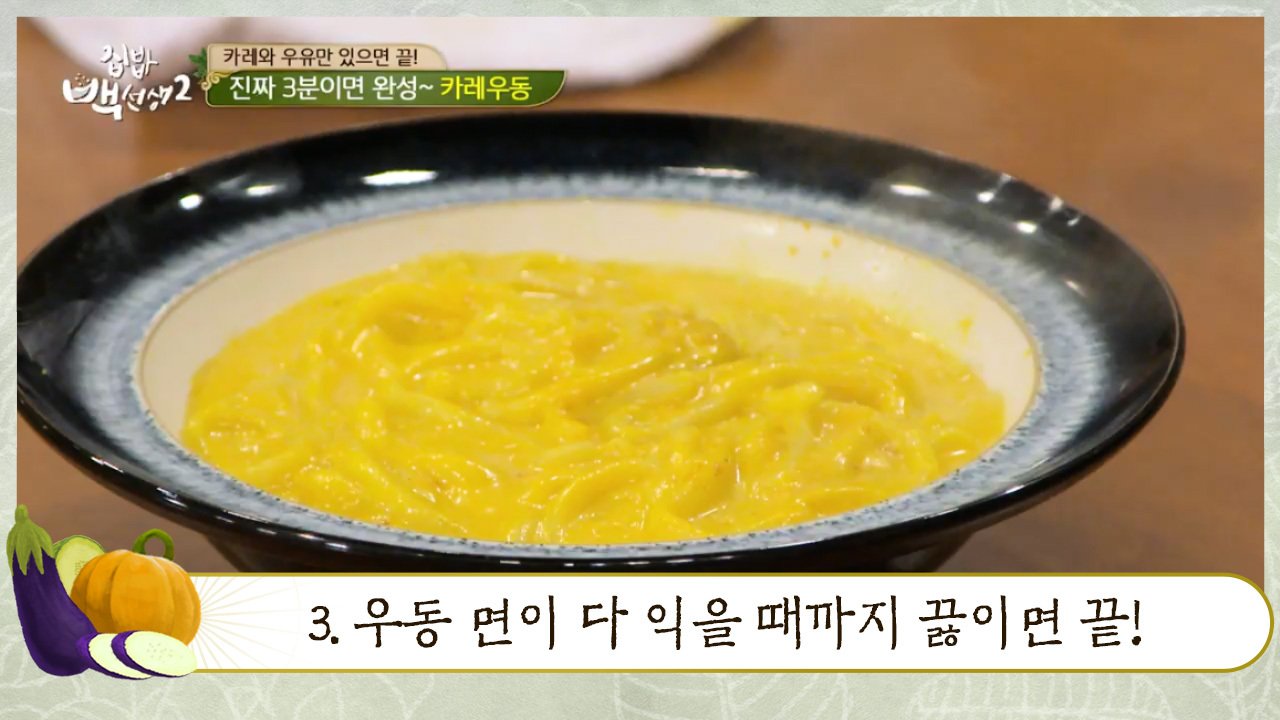 집밥
백선생2
카레와 우유만 있으면 끝!
진짜 3분이면 완성~ 카레우동
3. 우동 면이 다 익을 때까지 끓이면 끝!